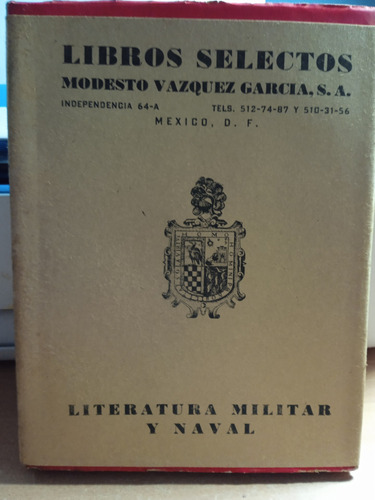 LIBROS SELECTOS
MODESTO VAZQUEZ GARCIA, S. A.
INDEPENDENCIA 64-A TELS. 512-74-87 Y 510-31-56
MEXICO, D. F.
LITERATURA MILITAR
Y NAVAL